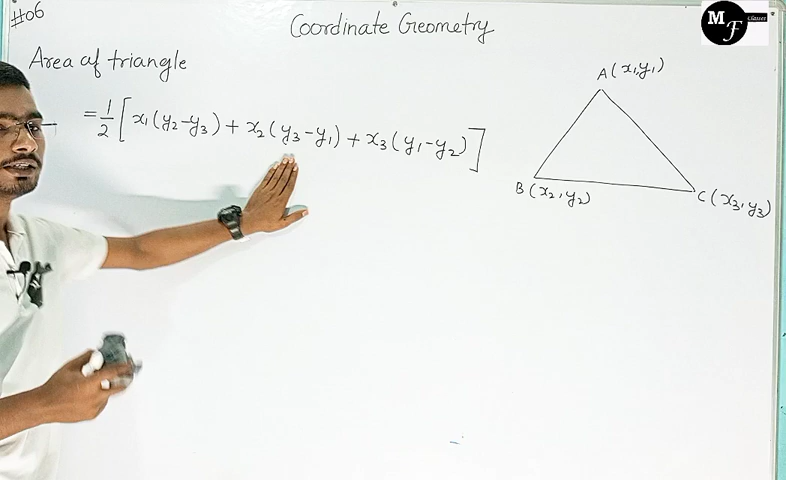 #06
Coordinate Geometry
M
F
Classes
Area of triangle
= 1/2 [ x₁(y₂-y₃) + x₂(y₃-y₁) + x₃(y₁-y₂) ]
A(x₁,y₁)
B(x₂,y₂)
C(x₃,y₃)